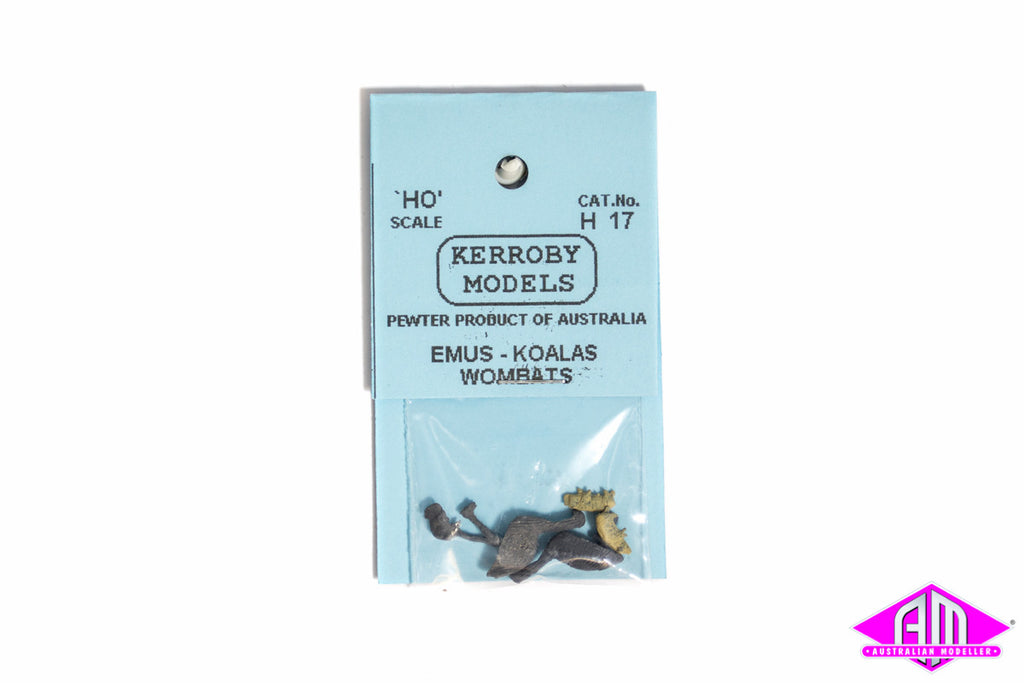 `HO'
SCALE
CAT.No.
H 17
KERROBY
MODELS
PEWTER PRODUCT OF AUSTRALIA
EMUS - KOALAS
WOMBATS
AM
®
• AUSTRALIAN MODELLER •